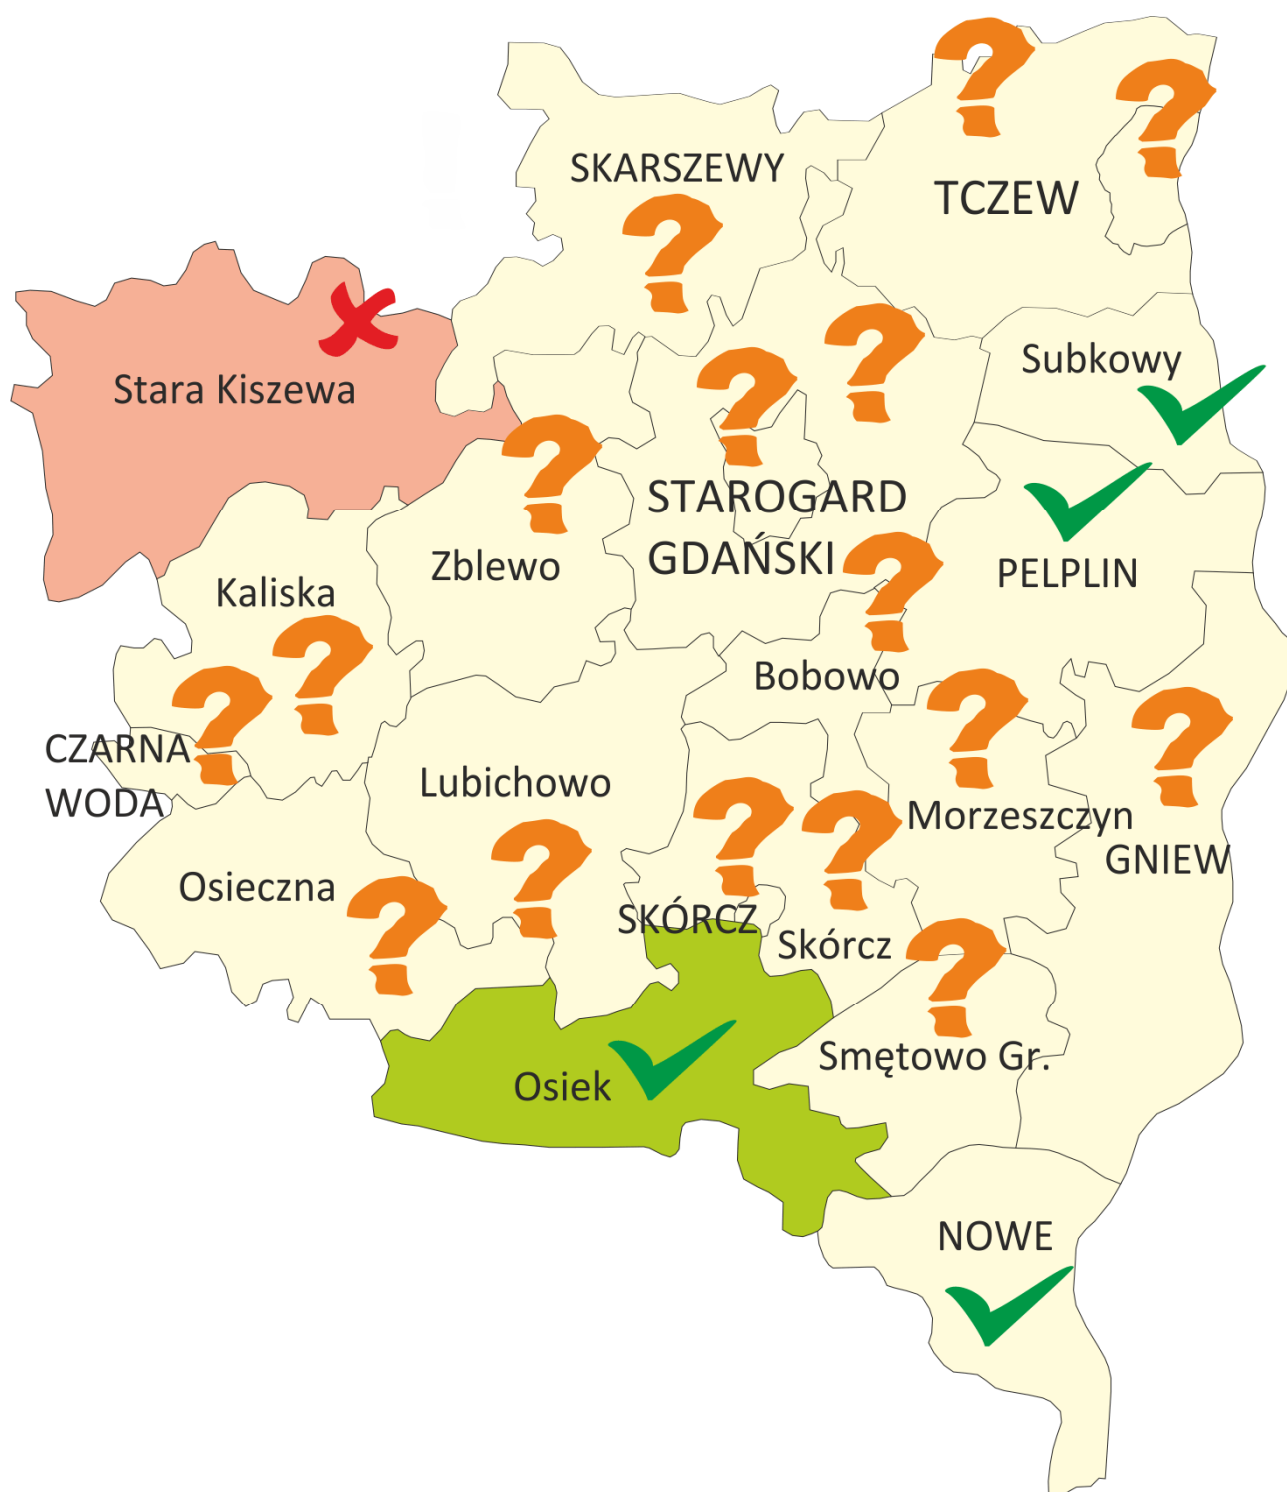 SKARSZEWY
TCZEW
Subkowy
Stara Kiszewa
STAROGARD
GDAŃSKI
Zblewo
PELPLIN
Kaliska
Bobowo
CZARNA
WODA
Lubichowo
Morzeszczyn
GNIEW
Osieczna
SKÓRCZ
Skórcz
Smętowo Gr.
Osiek
NOWE